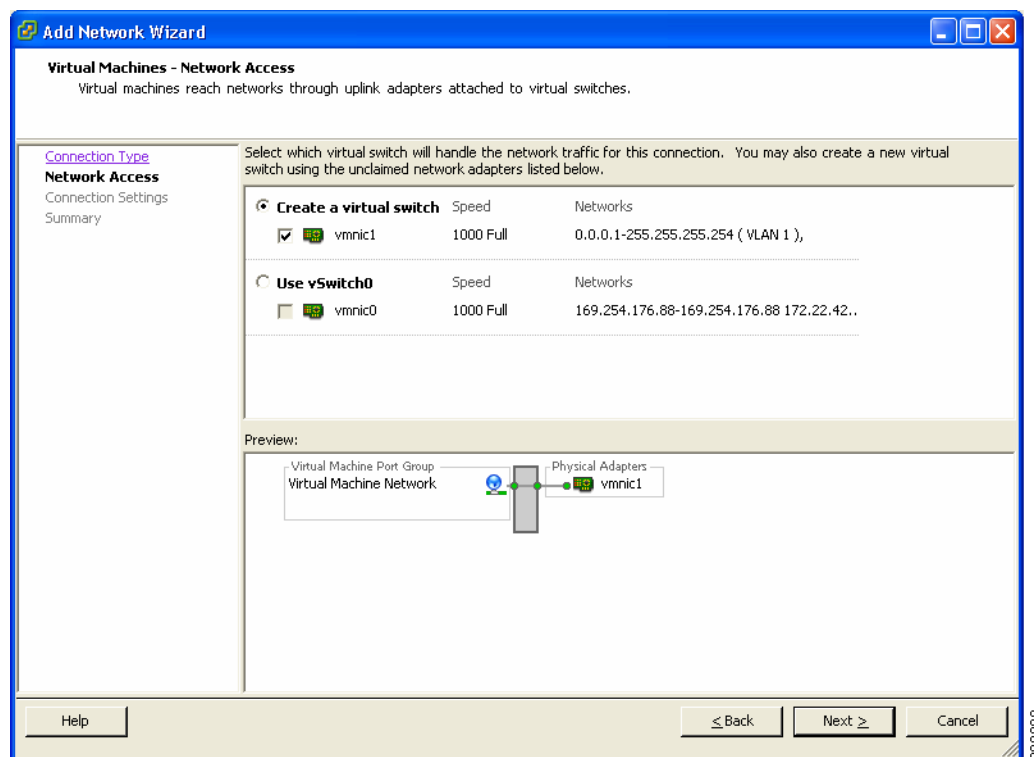 Add Network Wizard
Virtual Machines - Network Access
Virtual machines reach networks through uplink adapters attached to virtual switches.
Connection Type
Network Access
Connection Settings
Summary
Select which virtual switch will handle the network traffic for this connection. You may also create a new virtual
switch using the unclaimed network adapters listed below.
Create a virtual switch Speed Networks
vmnic1 1000 Full 0.0.0.1-255.255.255.254 ( VLAN 1 ),
Use vSwitch0 Speed Networks
vmnic0 1000 Full 169.254.176.88-169.254.176.88 172.22.42..
Preview:
Virtual Machine Port Group Physical Adapters
Virtual Machine Network vmnic1
Help < Back Next > Cancel